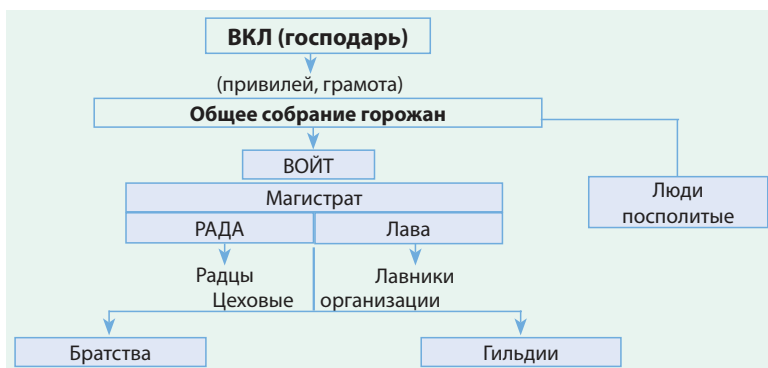 ВКЛ (господарь)
(привилей, грамота)
Общее собрание горожан
ВОЙТ
Магистрат
Люди
посполитые
РАДА
Лава
Радцы
Лавники
Цеховые организации
Братства
Гильдии